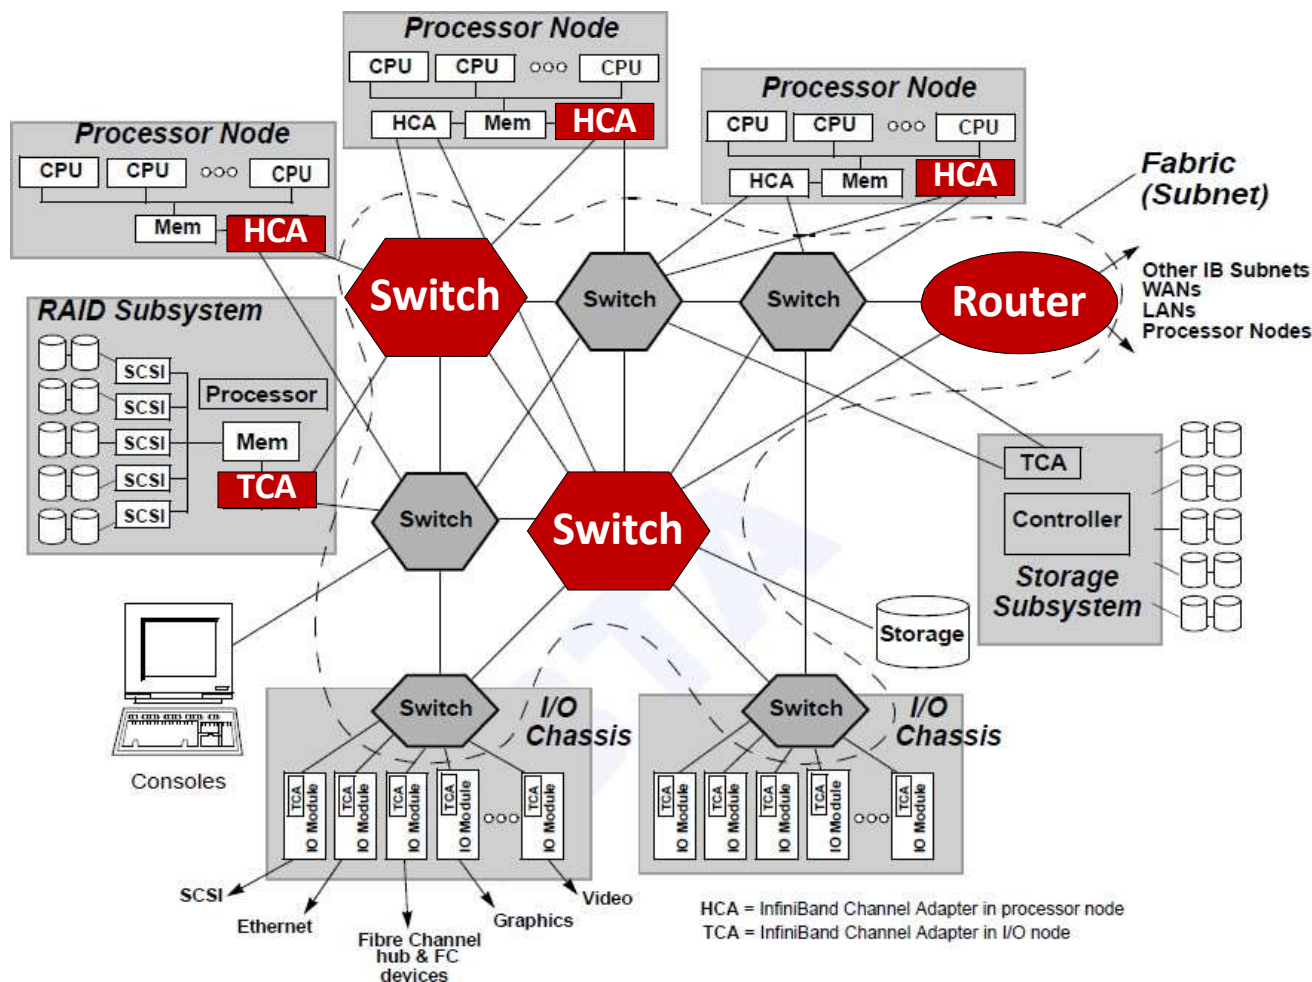 Processor Node
CPU CPU CPU
HCA Mem HCA
Processor Node
CPU CPU CPU
HCA Mem HCA
Processor Node
CPU CPU CPU
Mem HCA
Fabric
(Subnet)
Switch
Switch
Switch
Router
Other IB Subnets
WANs
LANs
Processor Nodes
RAID Subsystem
SCSI
SCSI
SCSI
SCSI
SCSI
Processor
Mem
TCA
Switch
Switch
TCA
Controller
Storage
Subsystem
Storage
Consoles
Switch
I/O
Chassis
TCA IO Module
TCA IO Module
TCA IO Module
TCA IO Module
TCA IO Module
SCSI
Ethernet
Fibre Channel
hub & FC
devices
Graphics
Video
Switch
I/O
Chassis
TCA IO Module
TCA IO Module
TCA IO Module
TCA IO Module
TCA IO Module
HCA = InfiniBand Channel Adapter in processor node
TCA = InfiniBand Channel Adapter in I/O node